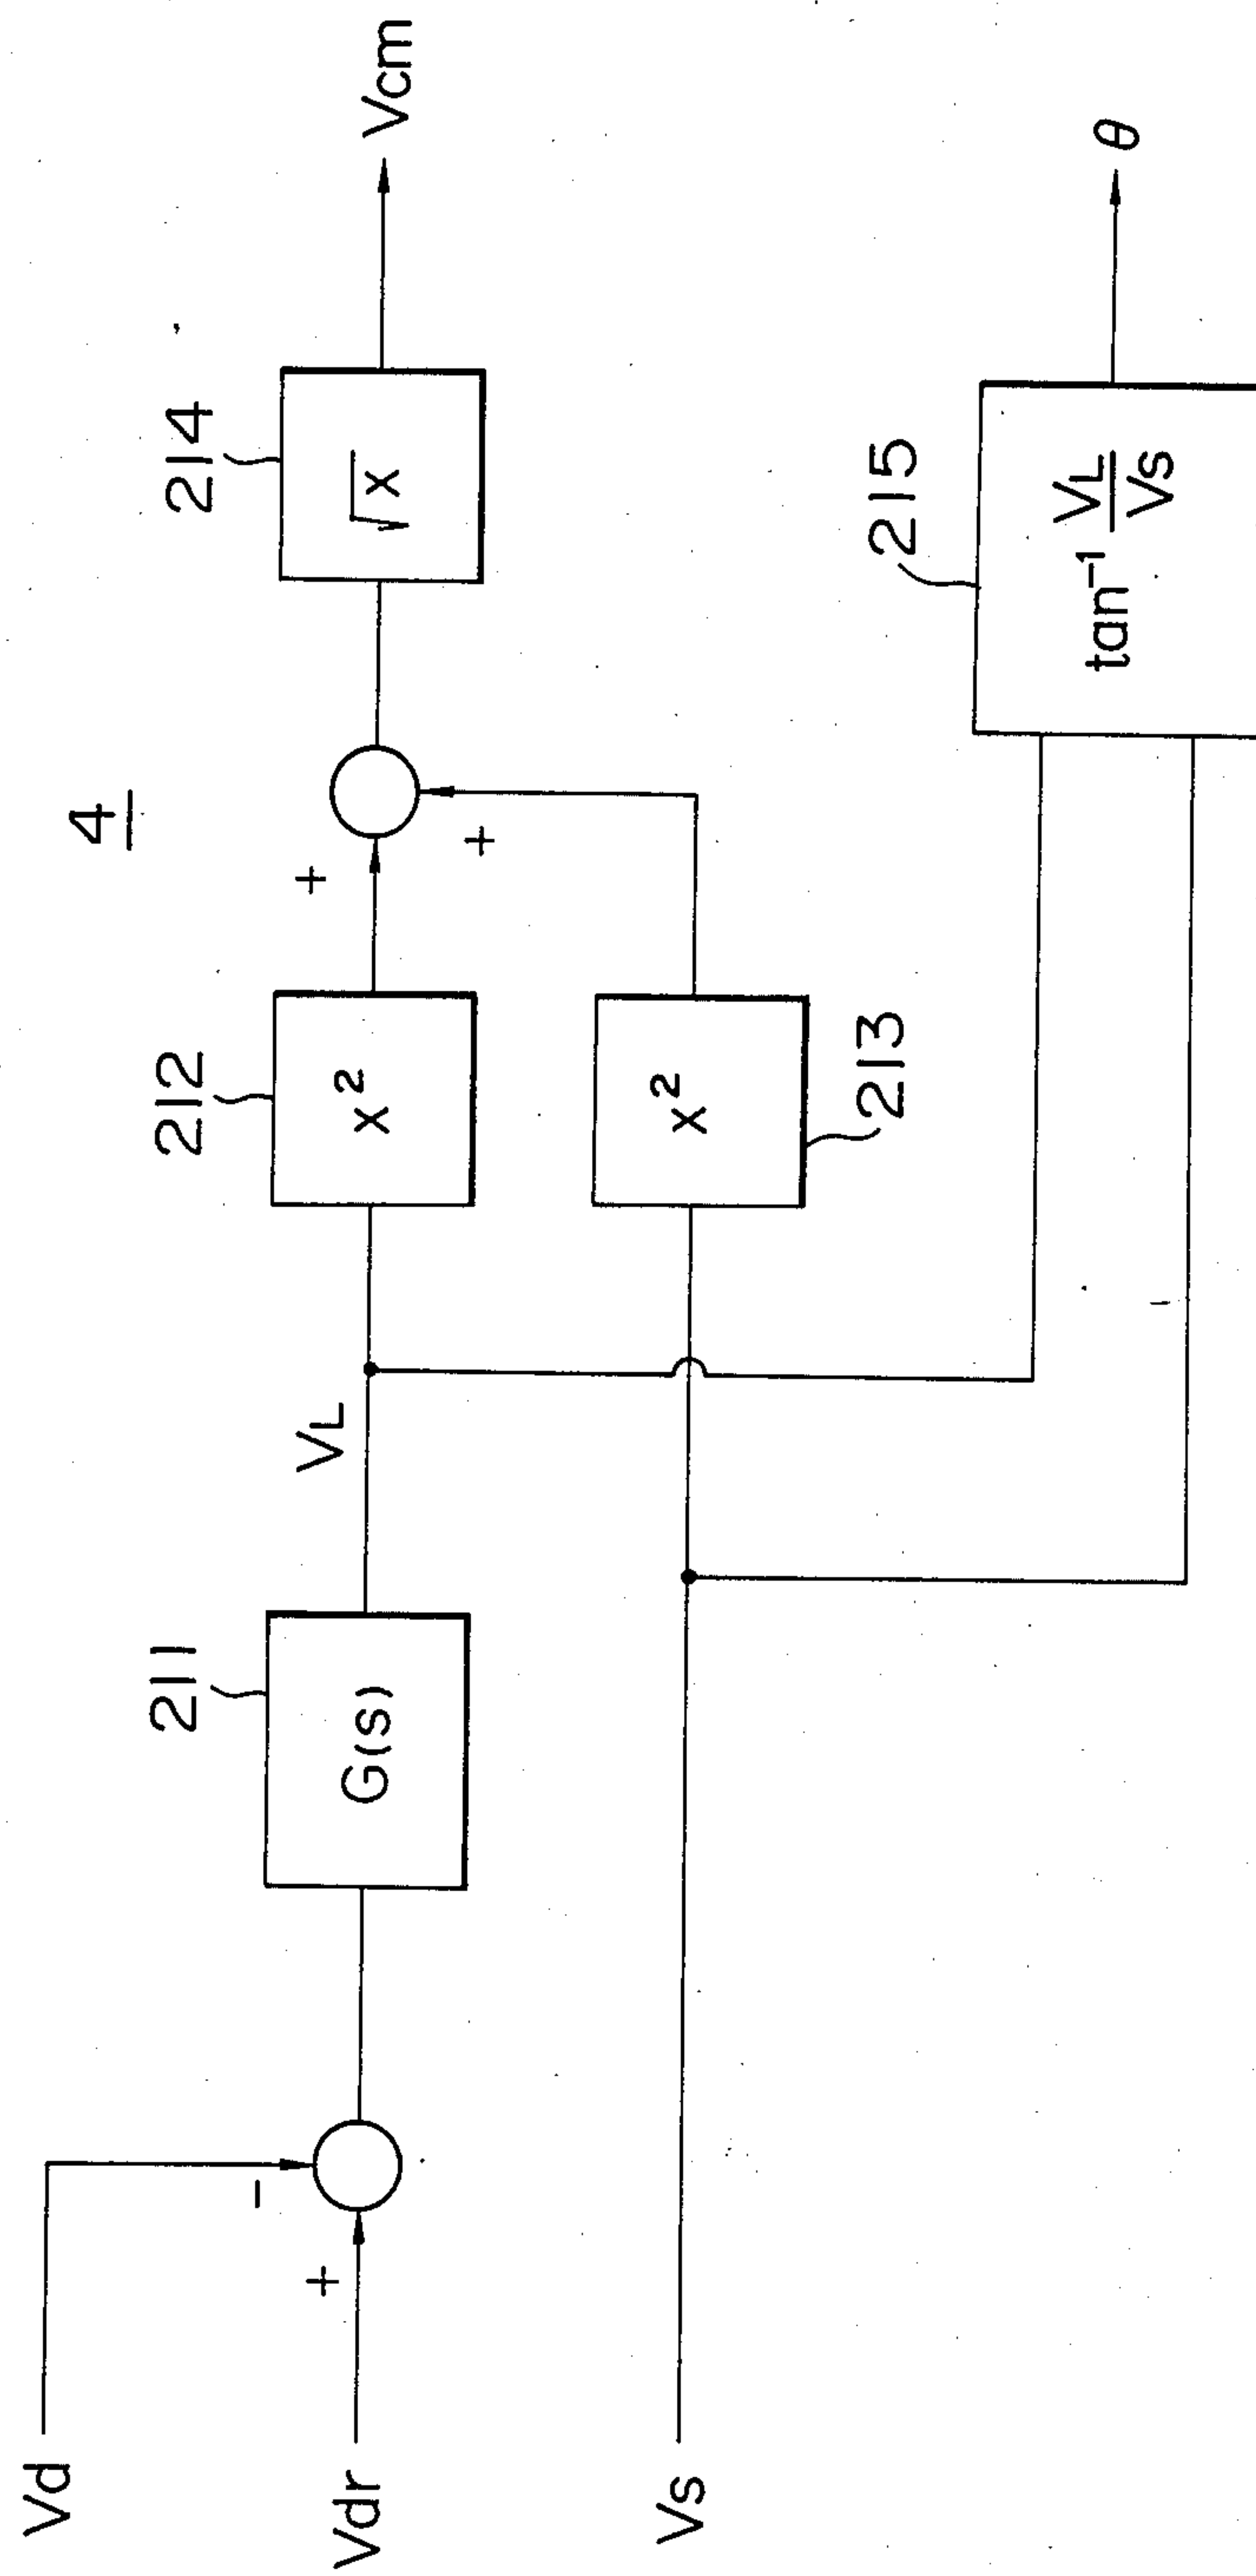 4
Vd
Vdr
+
-
211
G(s)
VL
212
x²
+
+
214
√x
Vcm
Vs
213
x²
215
tan⁻¹ VL/Vs
θ